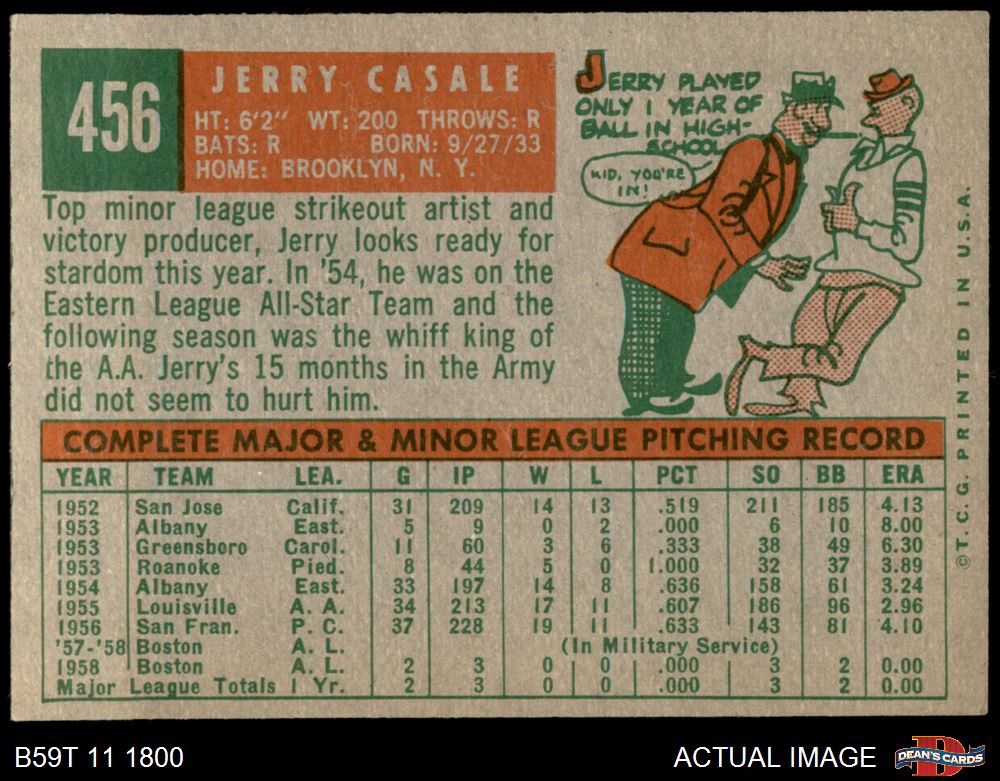 456
JERRY CASALE
HT: 6'2" WT: 200 THROWS: R
BATS: R BORN: 9/27/33
HOME: BROOKLYN, N. Y.
Top minor league strikeout artist and
victory producer, Jerry looks ready for
stardom this year. In '54, he was on the
Eastern League All-Star Team and the
following season was the whiff king of
the A.A. Jerry's 15 months in the Army
did not seem to hurt him.
JERRY PLAYED
ONLY 1 YEAR OF
BALL IN HIGH-
SCHOOL
KID, YOU'RE
IN!
COMPLETE MAJOR & MINOR LEAGUE PITCHING RECORD
YEAR TEAM LEA. G IP W L PCT SO BB ERA
1952 San Jose Calif. 31 209 14 13 .519 211 185 4.13
1953 Albany East. 5 9 0 2 .000 6 10 8.00
1953 Greensboro Carol. 11 60 3 6 .333 38 49 6.30
1953 Roanoke Pied. 8 44 5 0 1.000 32 37 3.89
1954 Albany East. 33 197 14 8 .636 158 61 3.24
1955 Louisville A. A. 34 213 17 11 .607 186 96 2.96
1956 San Fran. P. C. 37 228 19 11 .633 143 81 4.10
'57-'58 Boston A. L. (In Military Service)
1958 Boston A. L. 2 3 0 0 .000 3 2 0.00
Major League Totals 1 Yr. 2 3 0 0 .000 3 2 0.00
© T. C. G. PRINTED IN U.S.A.
B59T 11 1800
ACTUAL IMAGE
D
DEAN'S CARDS